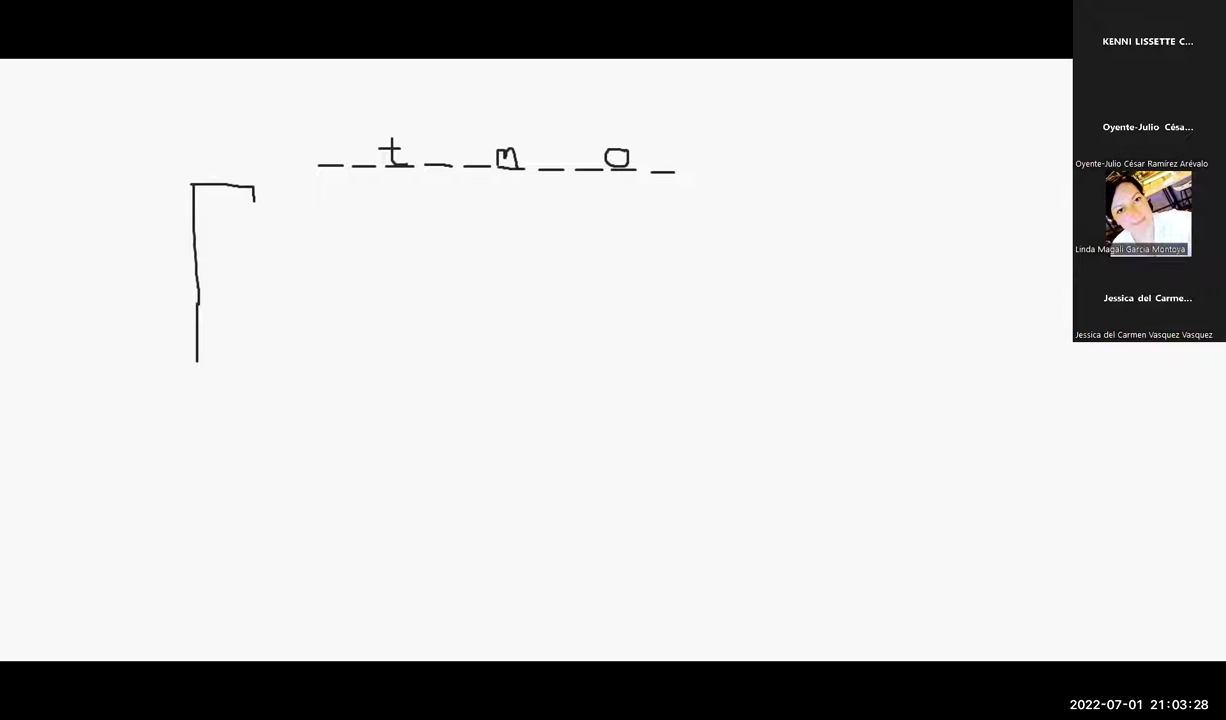 KENNI LISSETTE C...
Oyente-Julio Césa...
Oyente-Julio César Ramírez Arévalo
Linda Magali Garcia Montoya
Jessica del Carme...
Jessica del Carmen Vasquez Vasquez
_ _ t _ _ n _ _ o _
2022-07-01 21:03:28